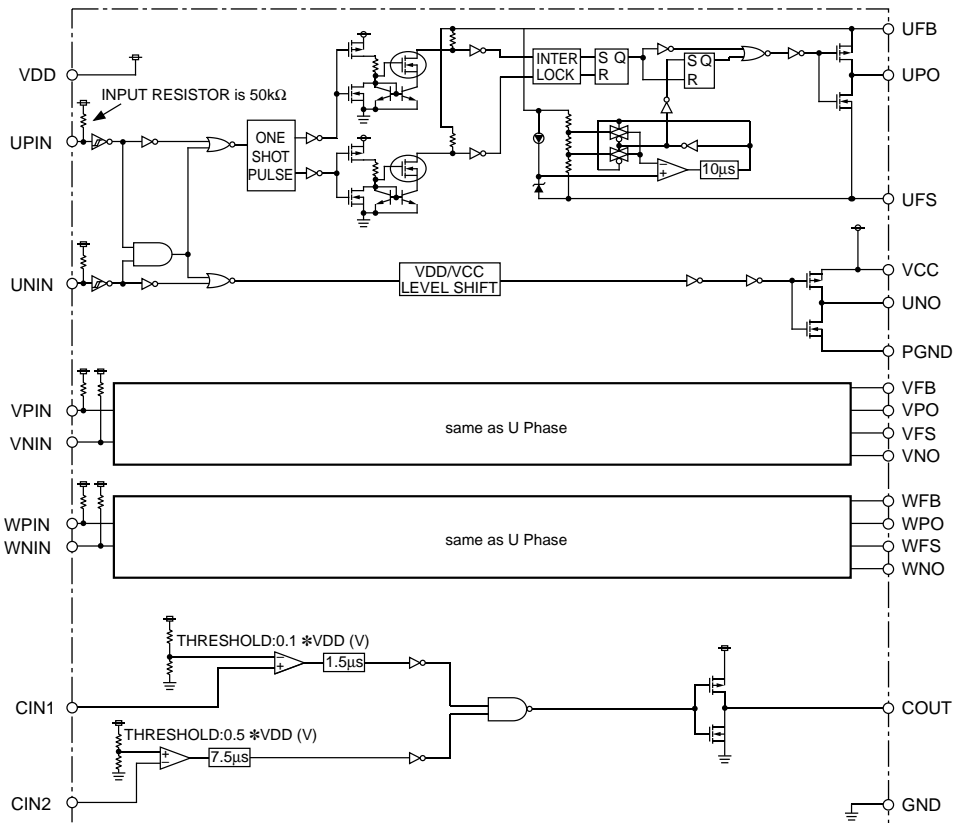 UFB
VDD
INTER
LOCK
S Q
R
S Q
R
UPO
INPUT RESISTOR is 50kΩ
UPIN
ONE
SHOT
PULSE
−
+
10μs
UFS
UNIN
VDD/VCC
LEVEL SHIFT
VCC
UNO
PGND
VPIN
VNIN
same as U Phase
VFB
VPO
VFS
VNO
WPIN
WNIN
same as U Phase
WFB
WPO
WFS
WNO
THRESHOLD:0.1 ∗VDD (V)
−
+
1.5μs
CIN1
COUT
THRESHOLD:0.5 ∗VDD (V)
+
−
7.5μs
CIN2
GND